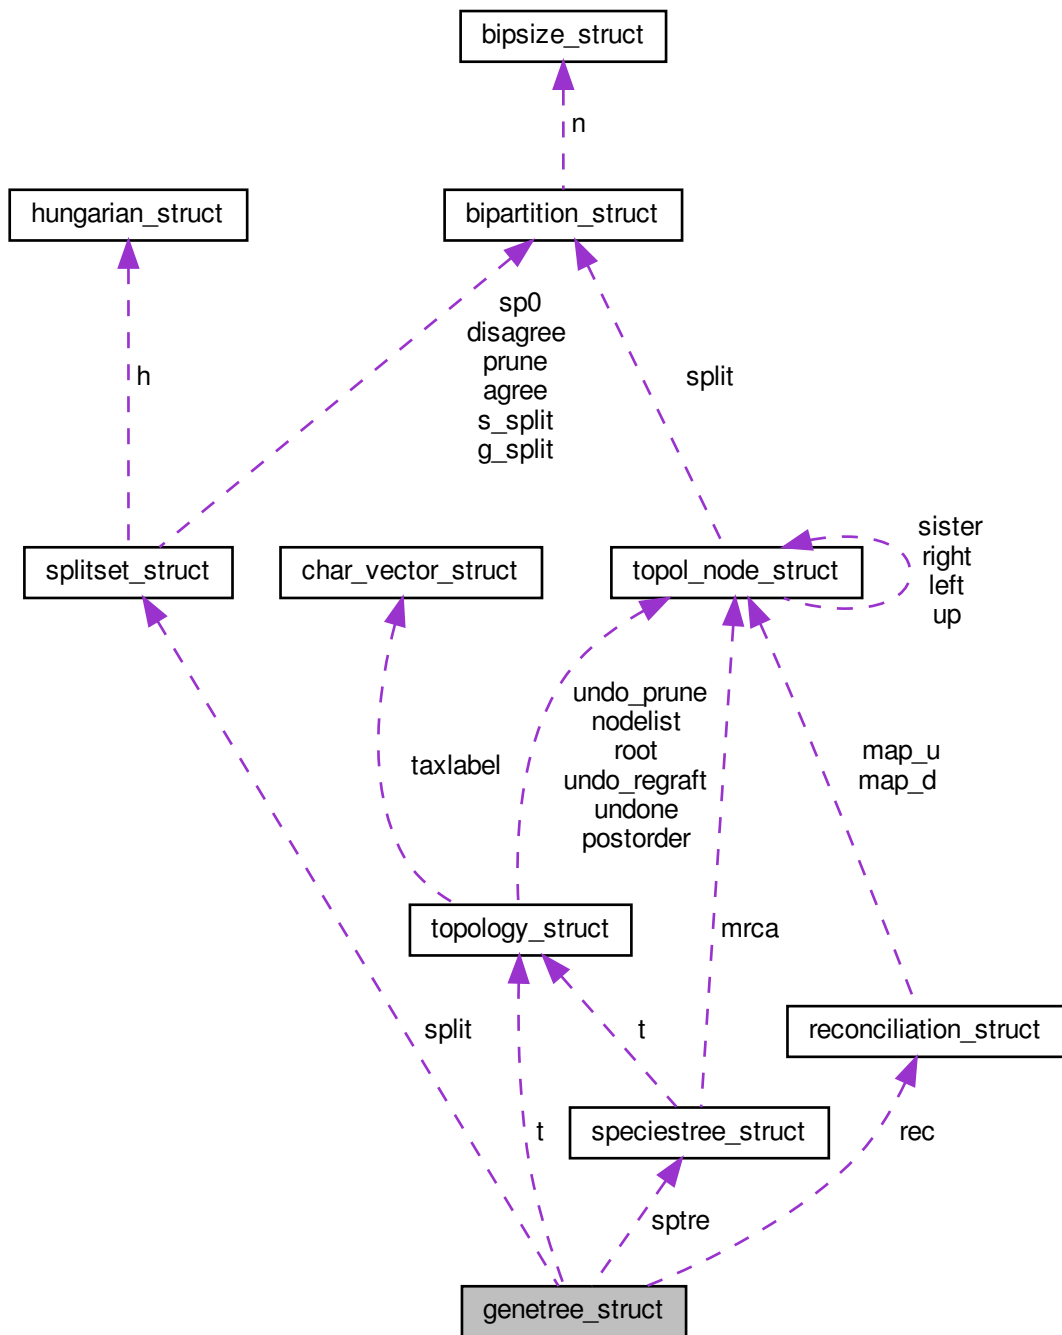 bipsize_struct
n
hungarian_struct
bipartition_struct
sp0
disagree
prune
agree
s_split
g_split
h
split
splitset_struct
char_vector_struct
topol_node_struct
sister
right
left
up
undo_prune
nodelist
root
undo_regraft
undone
postorder
taxlabel
map_u
map_d
topology_struct
mrca
split
t
reconciliation_struct
t
speciestree_struct
rec
sptre
genetree_struct